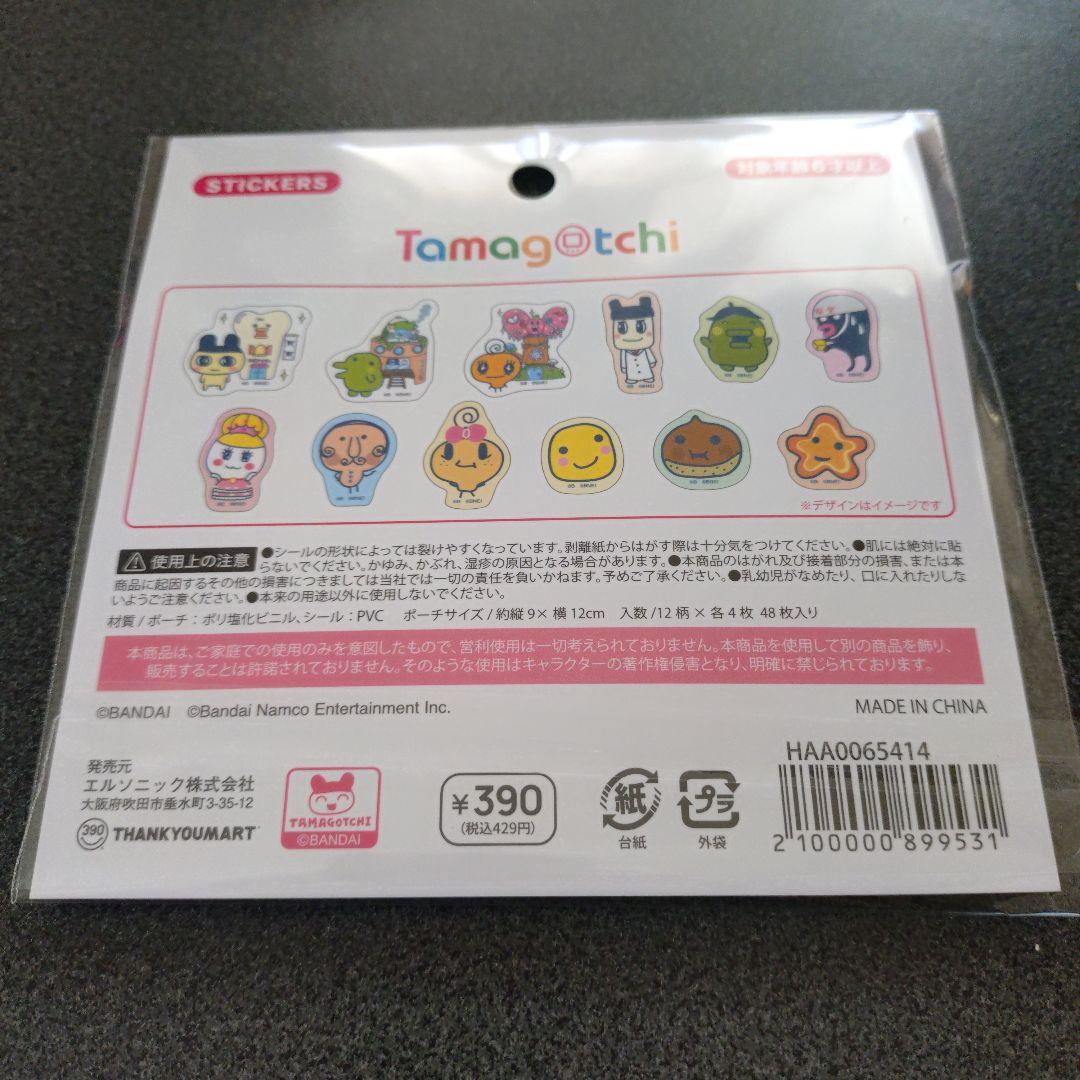 STICKERS
対象年齢6才以上
Tamagotchi
※デザインはイメージです
使用上の注意 ●シールの形状によっては裂けやすくなっています。剥離紙からはがす際は十分気をつけてください。●肌には絶対に貼
らないでください。かゆみ、かぶれ、湿疹の原因となる場合があります。●本商品のはがれ及び接着部分の損害、または本
商品に起因するその他の損害につきましては当社では一切の責任を負いかねます。予めご了承ください。●乳幼児がなめたり、口に入れたりしな
いようご注意ください。●本来の用途以外に使用しないでください。
材質/ポーチ:ポリ塩化ビニル、シール:PVC ポーチサイズ/約縦9×横12cm 入数/12柄×各4枚 48枚入り
本商品は、ご家庭での使用のみを意図したもので、営利使用は一切考えられておりません。本商品を使用して別の商品を飾り、
販売することは許諾されておりません。そのような使用はキャラクターの著作権侵害となり、明確に禁じられております。
©BANDAI ©Bandai Namco Entertainment Inc.
MADE IN CHINA
発売元
エルソニック株式会社
大阪府吹田市垂水町3-35-12
390 THANKYOUMART
TAMAGOTCHI
©BANDAI
¥390
(税込429円)
紙
台紙
プラ
外袋
HAA0065414
2100000899531